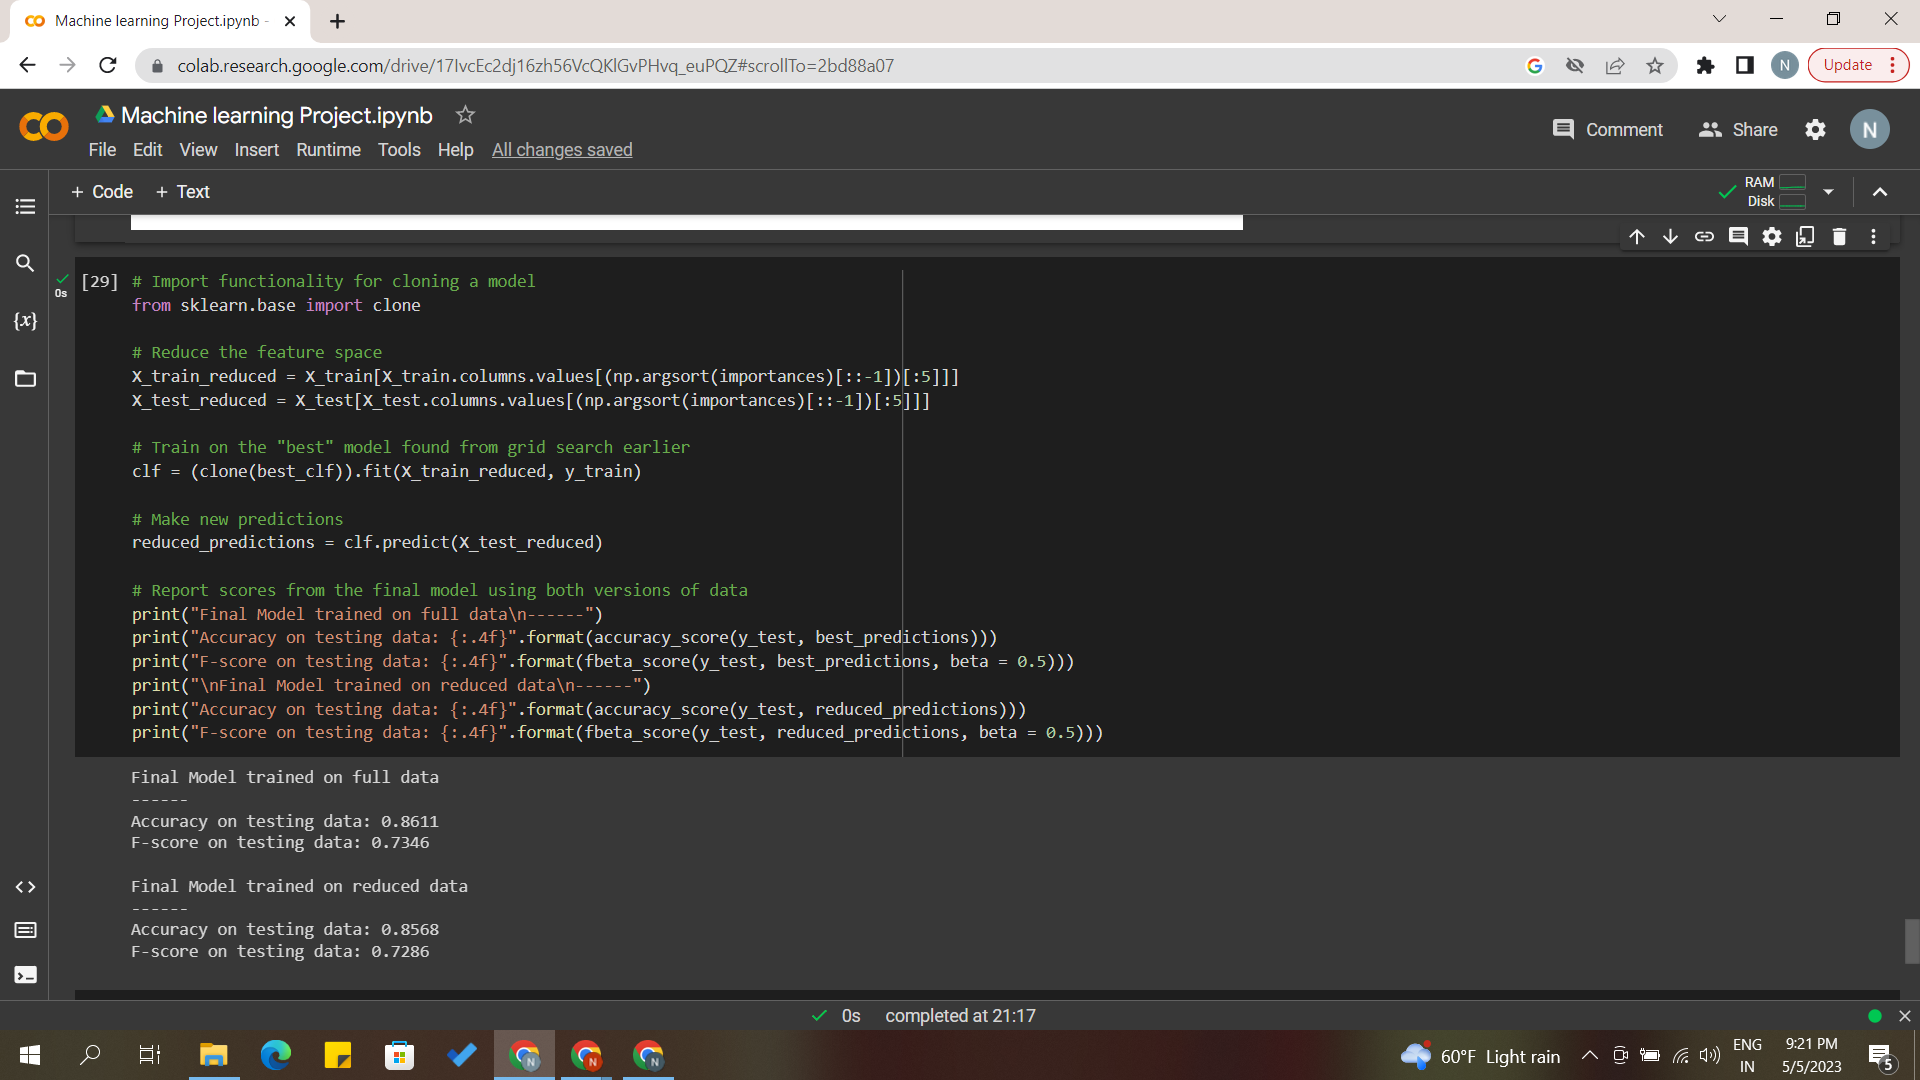 Machine learning Project.ipynb -
colab.research.google.com/drive/17IvcEc2dj16zh56VcQKlGvPHvq_euPQZ#scrollTo=2bd88a07
N
Update
Machine learning Project.ipynb
Comment
Share
N
File Edit View Insert Runtime Tools Help All changes saved
+ Code + Text
RAM
Disk
{x}
0s
[29] # Import functionality for cloning a model
from sklearn.base import clone
# Reduce the feature space
X_train_reduced = X_train[X_train.columns.values[(np.argsort(importances)[::-1])[:5]]]
X_test_reduced = X_test[X_test.columns.values[(np.argsort(importances)[::-1])[:5]]]
# Train on the "best" model found from grid search earlier
clf = (clone(best_clf)).fit(X_train_reduced, y_train)
# Make new predictions
reduced_predictions = clf.predict(X_test_reduced)
# Report scores from the final model using both versions of data
print("Final Model trained on full data\n------")
print("Accuracy on testing data: {:.4f}".format(accuracy_score(y_test, best_predictions)))
print("F-score on testing data: {:.4f}".format(fbeta_score(y_test, best_predictions, beta = 0.5)))
print("\nFinal Model trained on reduced data\n------")
print("Accuracy on testing data: {:.4f}".format(accuracy_score(y_test, reduced_predictions)))
print("F-score on testing data: {:.4f}".format(fbeta_score(y_test, reduced_predictions, beta = 0.5)))
Final Model trained on full data
------
Accuracy on testing data: 0.8611
F-score on testing data: 0.7346
Final Model trained on reduced data
------
Accuracy on testing data: 0.8568
F-score on testing data: 0.7286
0s completed at 21:17
N
N
N
60°F Light rain
ENG
IN
9:21 PM
5/5/2023
5